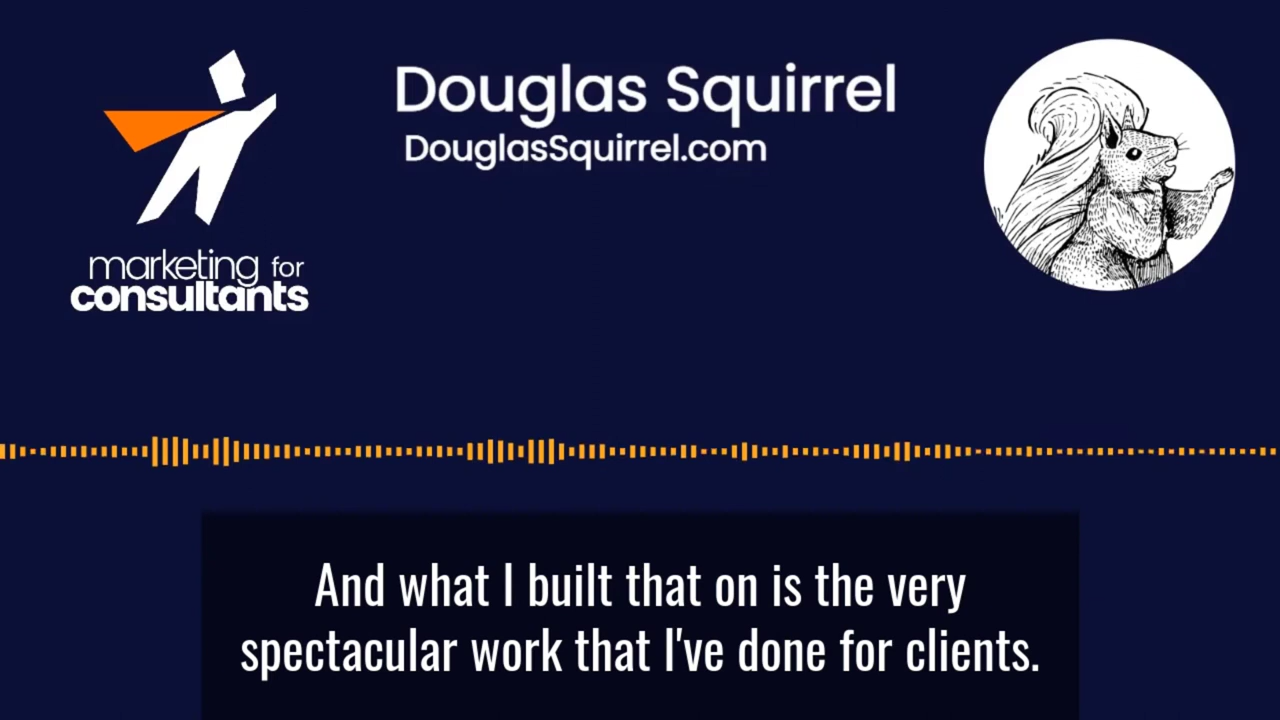 Douglas Squirrel
DouglasSquirrel.com
marketing for
consultants
And what I built that on is the very
spectacular work that I've done for clients.